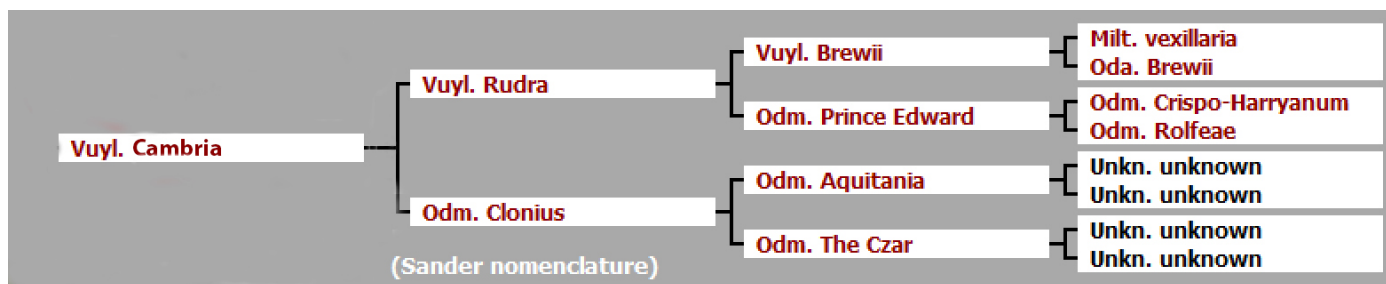 Vuyl. Cambria
Vuyl. Rudra
Odm. Clonius
Vuyl. Brewii
Odm. Prince Edward
Odm. Aquitania
Odm. The Czar
Milt. vexillaria
Oda. Brewii
Odm. Crispo-Harryanum
Odm. Rolfeae
Unkn. unknown
Unkn. unknown
Unkn. unknown
Unkn. unknown
(Sander nomenclature)